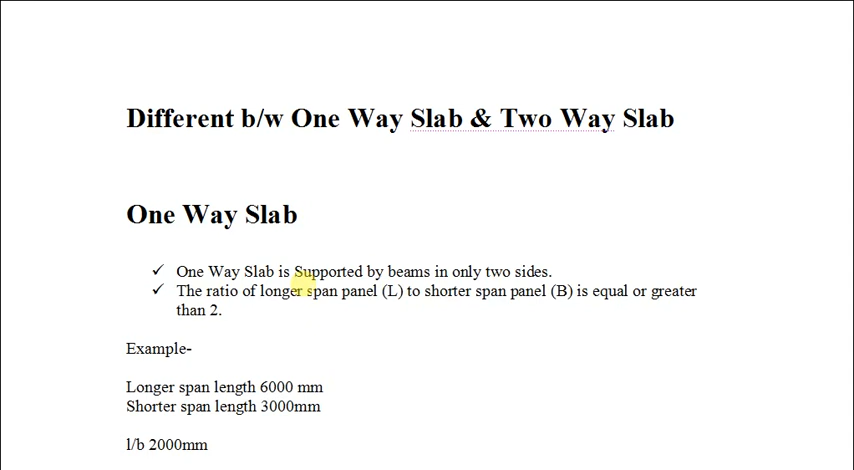 Different b/w One Way Slab & Two Way Slab
One Way Slab
✓ One Way Slab is Supported by beams in only two sides.
✓ The ratio of longer span panel (L) to shorter span panel (B) is equal or greater
than 2.
Example-
Longer span length 6000 mm
Shorter span length 3000mm
l/b 2000mm